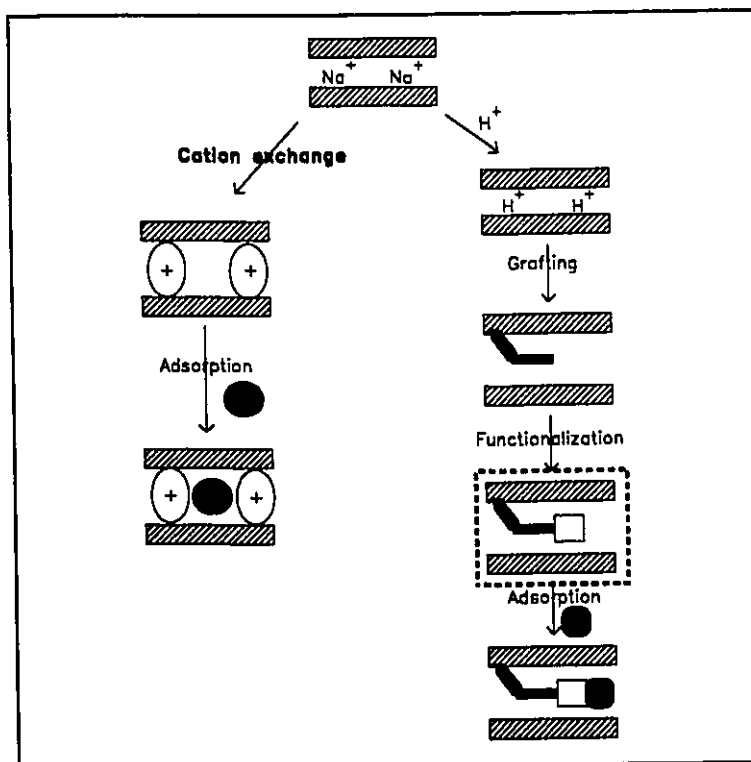 Na+ Na+
H+
Cation exchange
H+ H+
Grafting
+ +
Adsorption
Functionalization
+ +
Adsorption